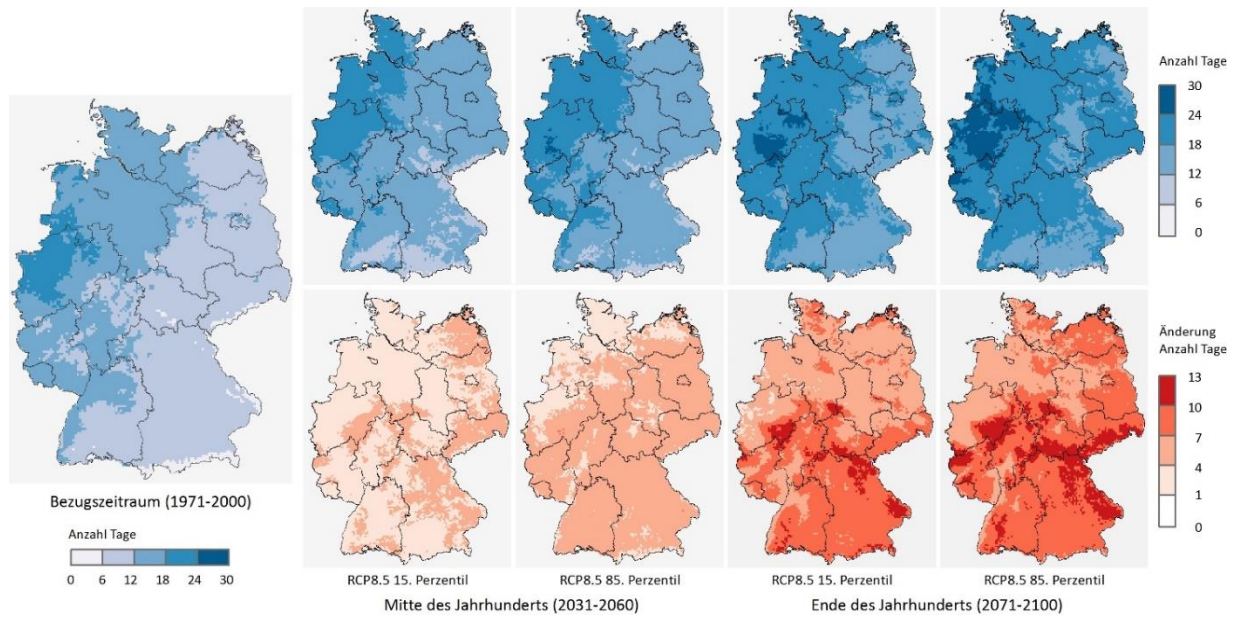 Bezugszeitraum (1971-2000)
Anzahl Tage
0 6 12 18 24 30
RCP8.5 15. Perzentil
RCP8.5 85. Perzentil
RCP8.5 15. Perzentil
RCP8.5 85. Perzentil
Mitte des Jahrhunderts (2031-2060)
Ende des Jahrhunderts (2071-2100)
Anzahl Tage
30
24
18
12
6
0
Änderung
Anzahl Tage
13
10
7
4
1
0